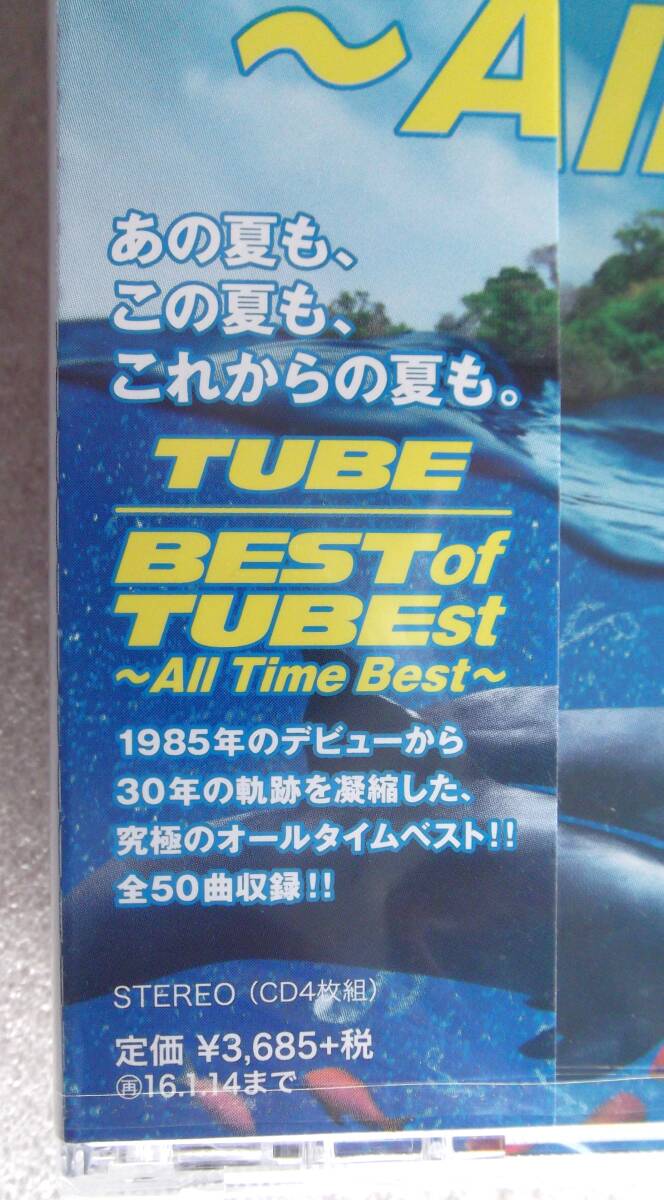 ～All
あの夏も、
この夏も、
これからの夏も。
TUBE
BEST of
TUBEst
～All Time Best～
1985年のデビューから
30年の軌跡を凝縮した、
究極のオールタイムベスト!!
全50曲収録!!
STEREO（CD4枚組）
定価 ¥3,685+税
㊞16.1.14まで